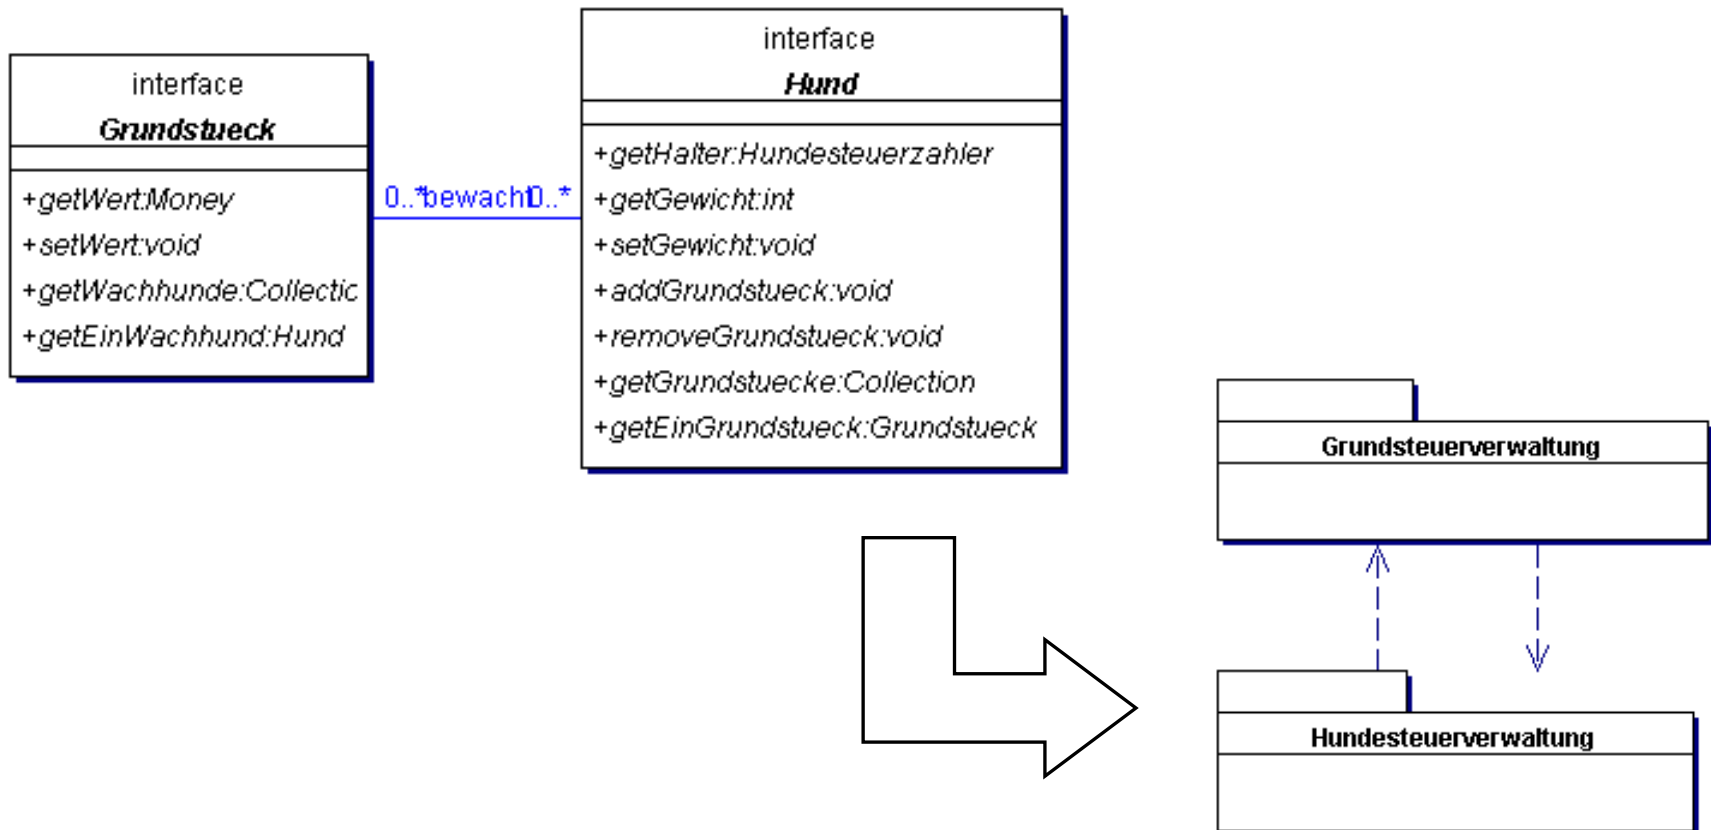 interface
Grundstueck
+getWert:Money
+setWert:void
+getWachhunde:Collectic
+getEinWachhund:Hund
0..*bewacht0..*
interface
Hund
+getHalter:Hundesteuerzahler
+getGewicht:int
+setGewicht:void
+addGrundstueck:void
+removeGrundstueck:void
+getGrundstuecke:Collection
+getEinGrundstueck:Grundstueck
Grundsteuerverwaltung
Hundesteuerverwaltung